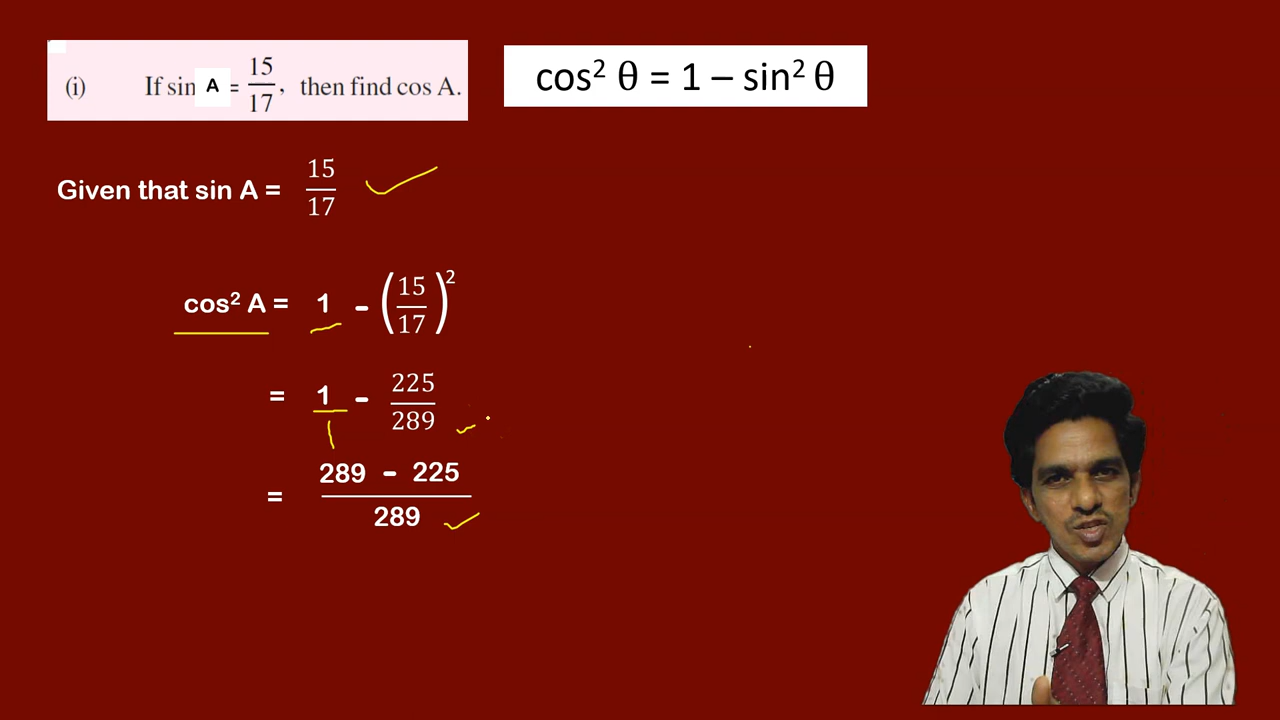 (i) If sin A = 15/17, then find cos A.
cos² θ = 1 – sin² θ
Given that sin A = 15/17
cos² A = 1 - (15/17)²
= 1 - 225/289
= 289 - 225 / 289